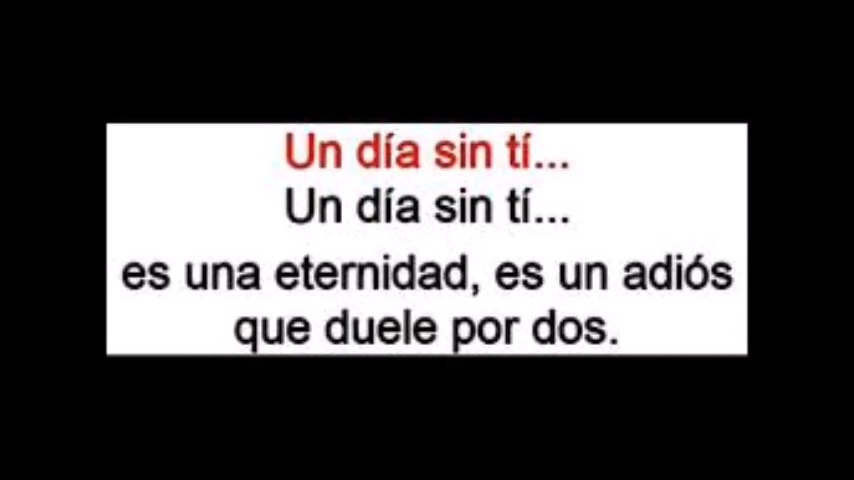 Un día sin tí...
Un día sin tí...
es una eternidad, es un adiós
que duele por dos.